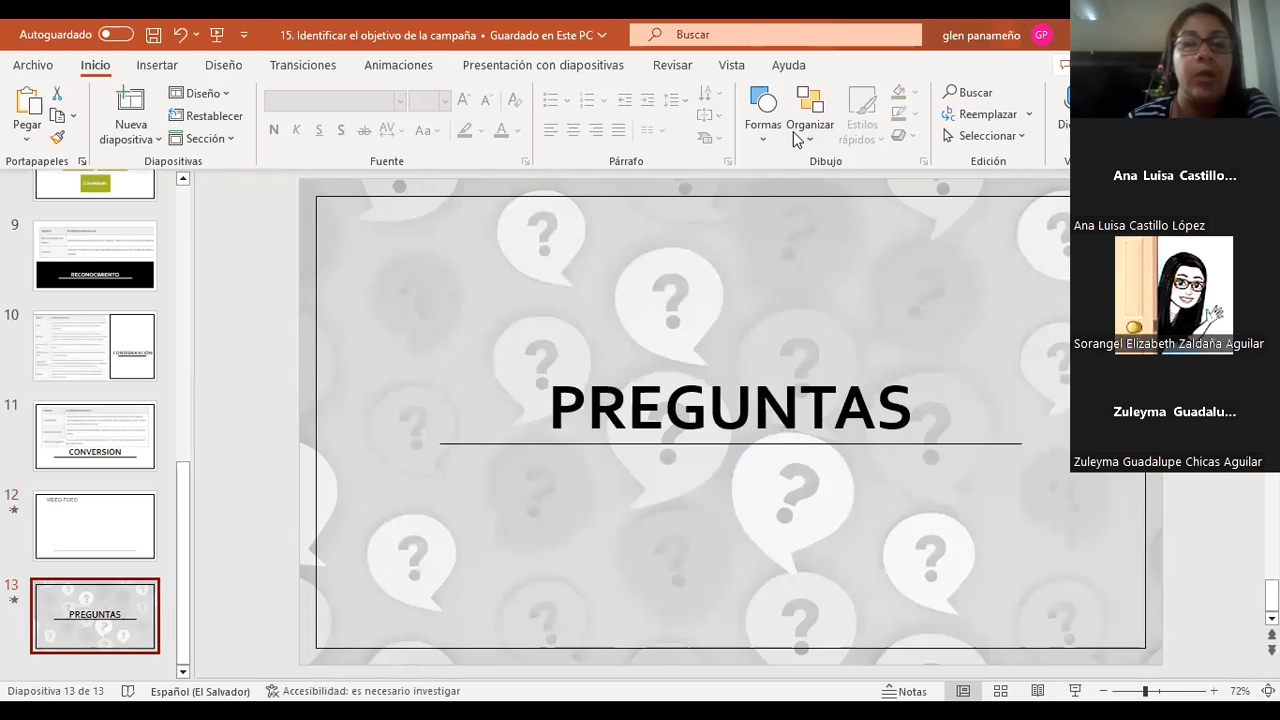 Autoguardado
15. Identificar el objetivo de la campaña • Guardado en Este PC
Buscar
glen panameño
GP
Archivo
Inicio
Insertar
Diseño
Transiciones
Animaciones
Presentación con diapositivas
Revisar
Vista
Ayuda
Pegar
Nueva
diapositiva
Diseño
Restablecer
Sección
N
K
S
S
ab
AV
Aa
A
Formas
Organizar
Estilos
rápidos
Buscar
Reemplazar
Seleccionar
Portapapeles
Diapositivas
Fuente
Párrafo
Dibujo
Edición
9
RECONOCIMIENTO
10
CONSIDERACIÓN
11
CONVERSION
12
VIDEO FORO
13
PREGUNTAS
PREGUNTAS
Ana Luisa Castillo...
Ana Luisa Castillo López
Sorangel Elizabeth Zaldaña Aguilar
Zuleyma Guadalu...
Zuleyma Guadalupe Chicas Aguilar
Diapositiva 13 de 13
Español (El Salvador)
Accesibilidad: es necesario investigar
Notas
72%